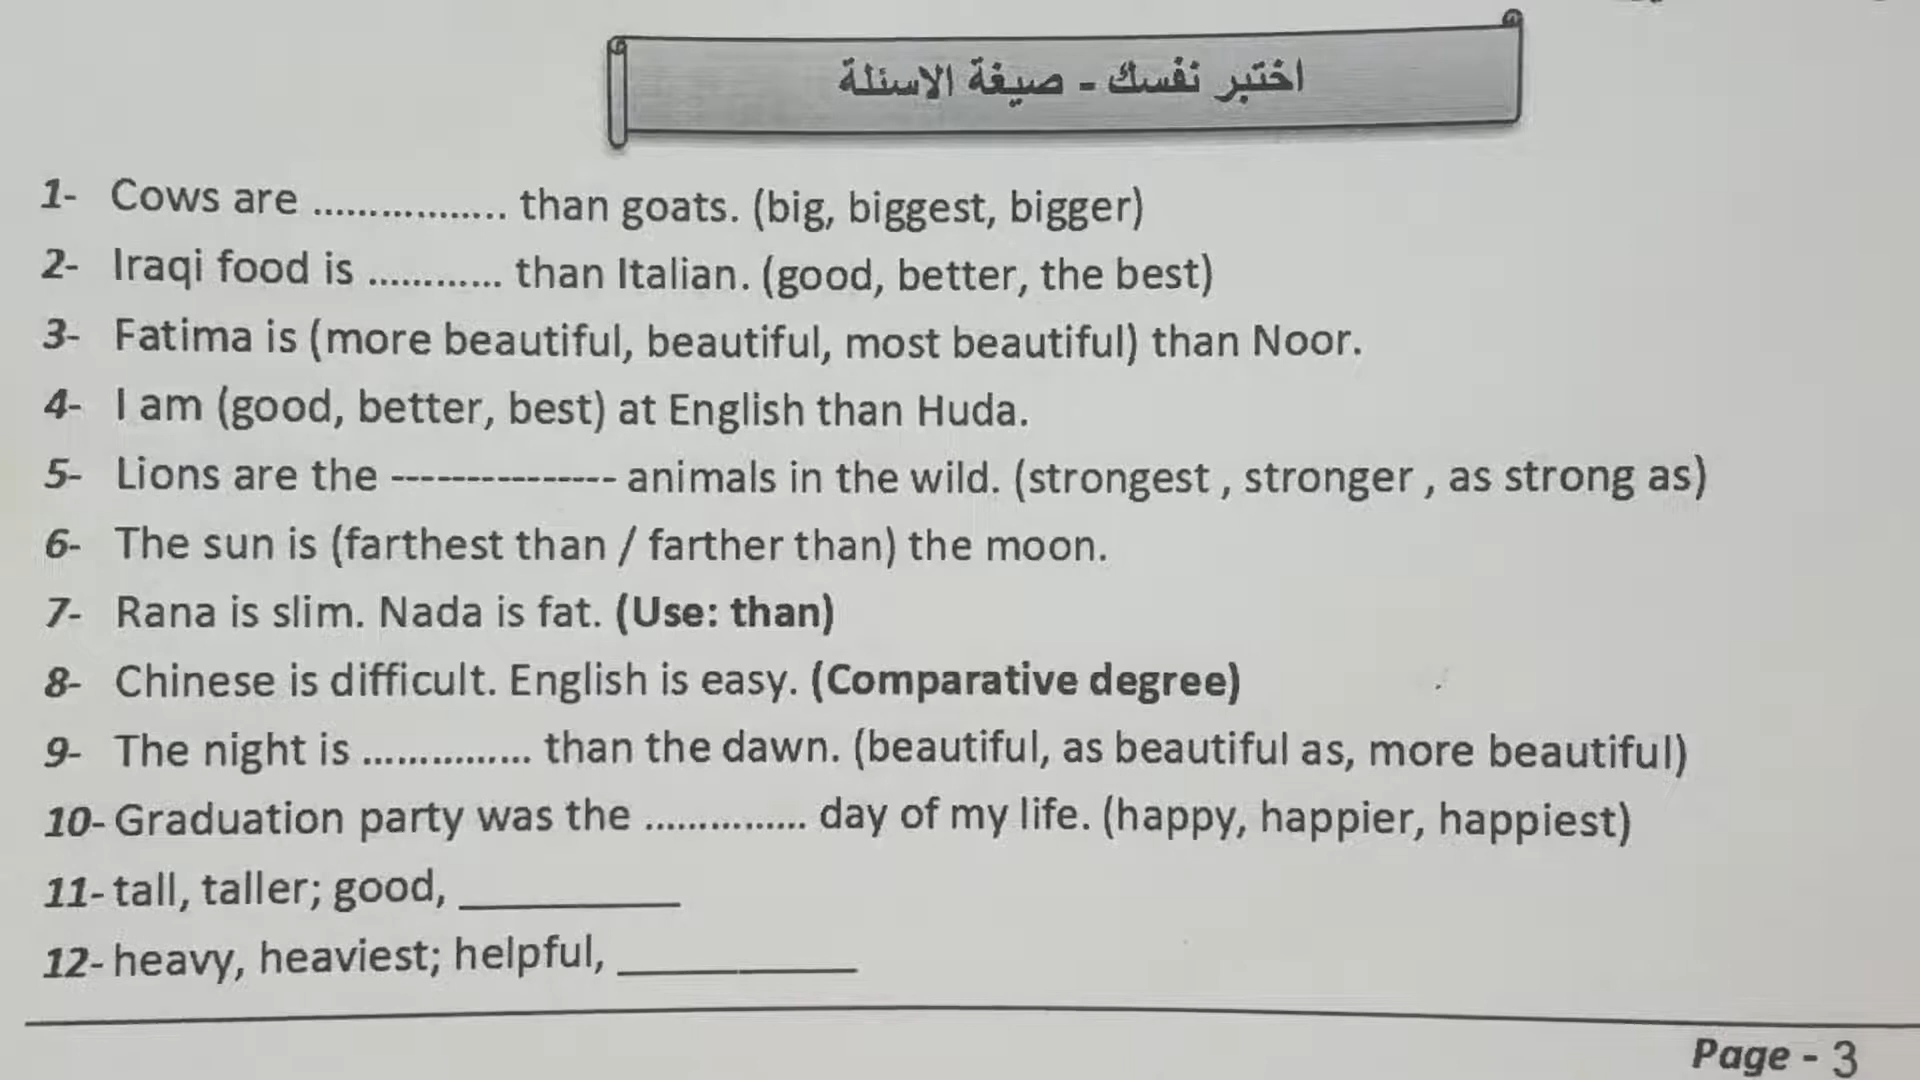 اختبر نفسك - صيغة الاسئلة
1- Cows are ................. than goats. (big, biggest, bigger)
2- Iraqi food is ............ than Italian. (good, better, the best)
3- Fatima is (more beautiful, beautiful, most beautiful) than Noor.
4- I am (good, better, best) at English than Huda.
5- Lions are the --------------- animals in the wild. (strongest , stronger , as strong as)
6- The sun is (farthest than / farther than) the moon.
7- Rana is slim. Nada is fat. (Use: than)
8- Chinese is difficult. English is easy. (Comparative degree)
9- The night is ............... than the dawn. (beautiful, as beautiful as, more beautiful)
10- Graduation party was the ............... day of my life. (happy, happier, happiest)
11- tall, taller; good, __________
12- heavy, heaviest; helpful, ___________
Page - 3